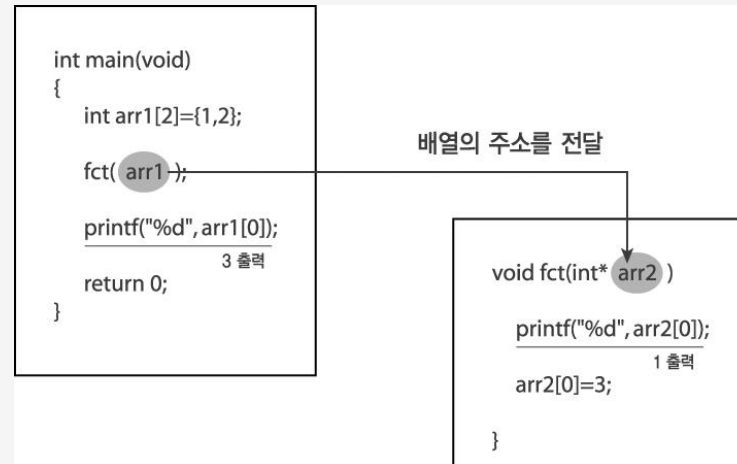 int main(void)
{
int arr1[2]={1,2};
fct( arr1 );
printf("%d",arr1[0]);
3 출력
return 0;
}
배열의 주소를 전달
void fct(int* arr2 )
printf("%d",arr2[0]);
1 출력
arr2[0]=3;
}